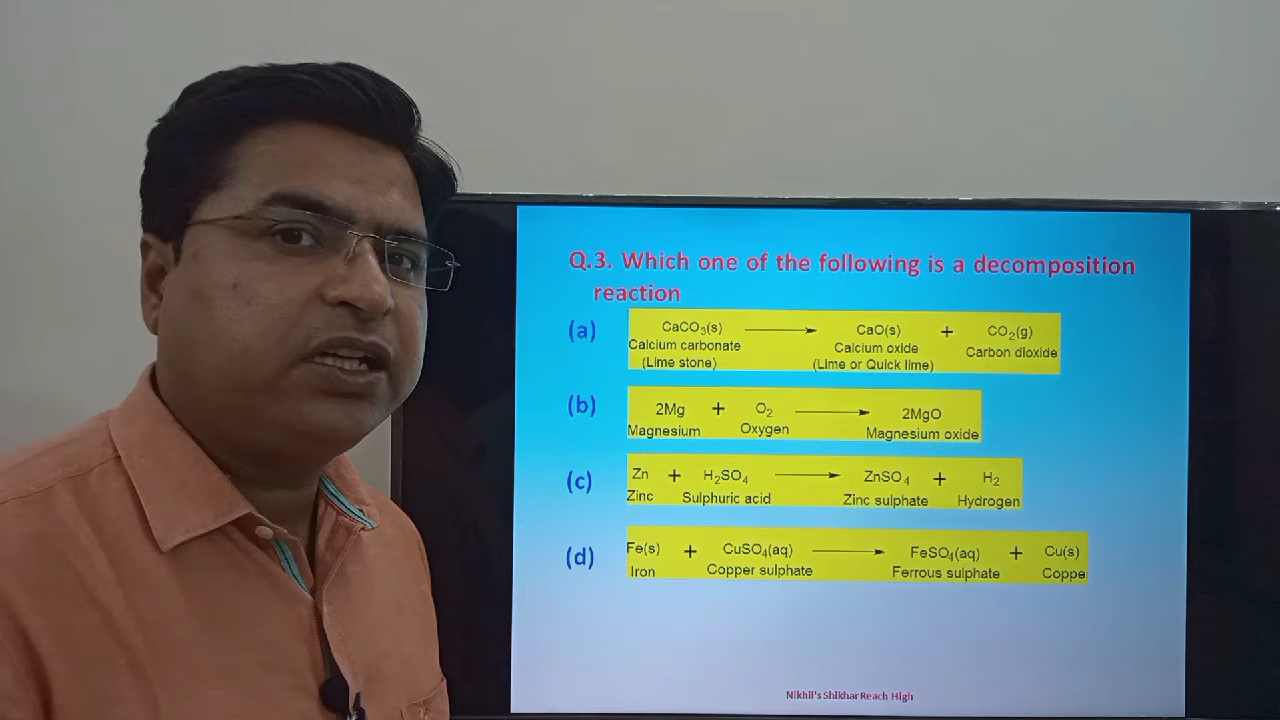 Q.3. Which one of the following is a decomposition
reaction
(a) CaCO₃(s) ⟶ CaO(s) + CO₂(g)
Calcium carbonate Calcium oxide Carbon dioxide
(Lime stone) (Lime or Quick lime)
(b) 2Mg + O₂ ⟶ 2MgO
Magnesium Oxygen Magnesium oxide
(c) Zn + H₂SO₄ ⟶ ZnSO₄ + H₂
Zinc Sulphuric acid Zinc sulphate Hydrogen
(d) Fe(s) + CuSO₄(aq) ⟶ FeSO₄(aq) + Cu(s)
Iron Copper sulphate Ferrous sulphate Coppe
Nikhil's Shikhar Reach High